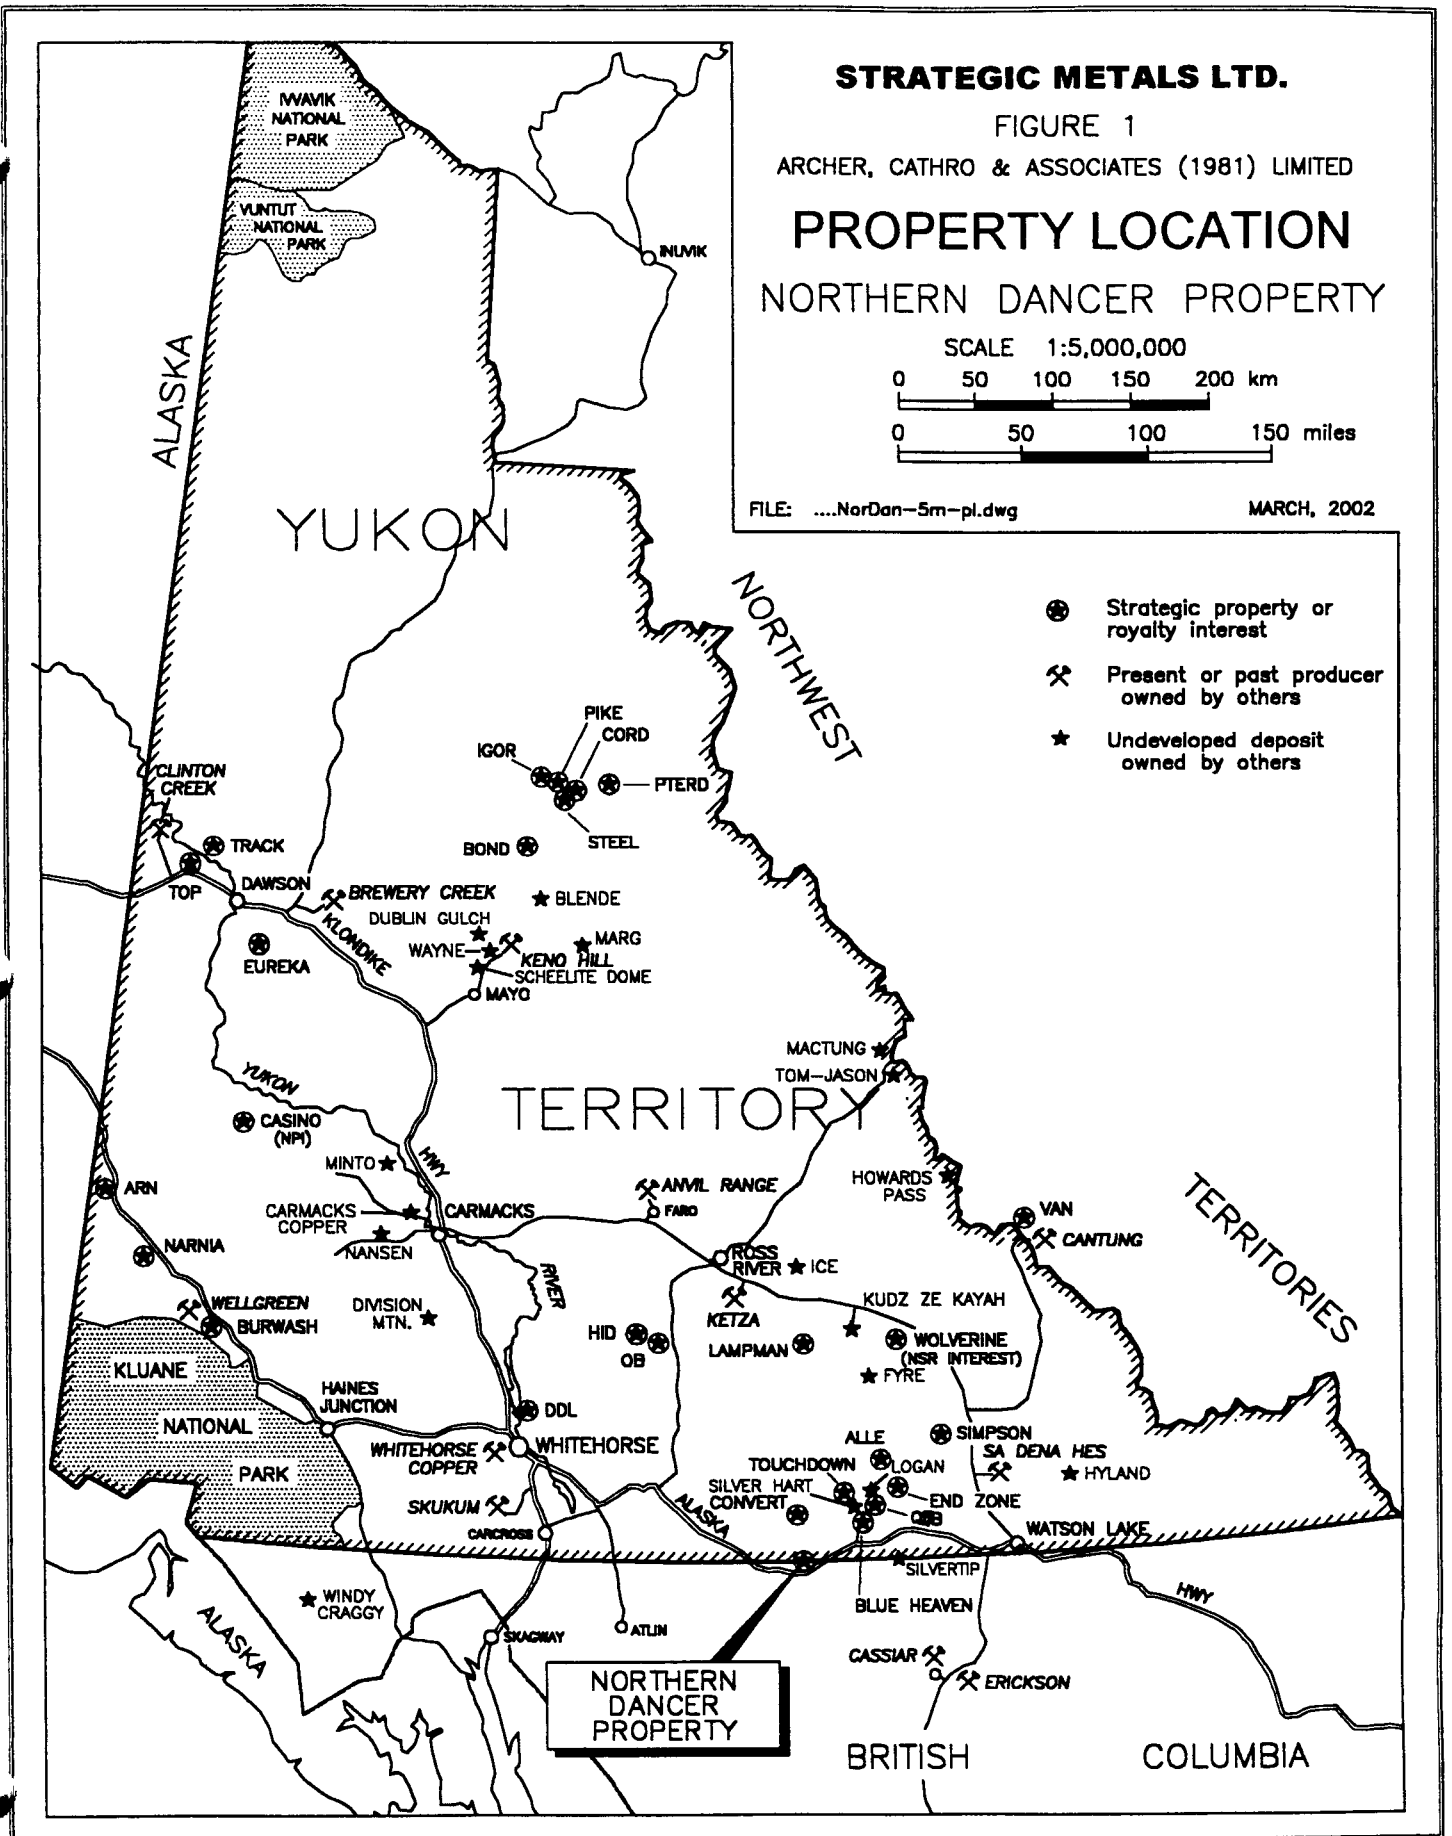 STRATEGIC METALS LTD.
FIGURE 1
ARCHER, CATHRO & ASSOCIATES (1981) LIMITED
PROPERTY LOCATION
NORTHERN DANCER PROPERTY
SCALE 1:5,000,000
0 50 100 150 200 km
0 50 100 150 miles
FILE: ....NorDan-5m-pl.dwg MARCH, 2002
Strategic property or
royalty interest
Present or past producer
owned by others
Undeveloped deposit
owned by others
IVVAVIK
NATIONAL
PARK
VUNTUT
NATIONAL
PARK
INUVIK
ALASKA
YUKON
NORTHWEST
PIKE
CORD
IGOR
PTERD
STEEL
CLINTON
CREEK
TRACK
BOND
TOP
DAWSON
BREWERY CREEK
BLENDE
DUBLIN GULCH
KLONDIKE
WAYNE
MARG
KENO HILL
EUREKA
SCHEELITE DOME
MAYO
MACTUNG
TOM-JASON
YUKON
TERRITORY
CASINO
(NPI)
HWY
MINTO
HOWARDS
PASS
ARN
ANVIL RANGE
FARO
CARMACKS
COPPER
CARMACKS
VAN
CANTUNG
TERRITORIES
NARNIA
NANSEN
ROSS
RIVER
ICE
RIVER
WELLGREEN
BURWASH
DIVISION
MTN.
KETZA
KUDZ ZE KAYAH
HID
OB
LAMPMAN
WOLVERINE
(NSR INTEREST)
FYRE
KLUANE
NATIONAL
PARK
HAINES
JUNCTION
DDL
WHITEHORSE
WHITEHORSE
COPPER
ALLE
SIMPSON
SA DENA HES
TOUCHDOWN
LOGAN
HYLAND
SILVER HART
CONVERT
END ZONE
SKUKUM
ALASKA
CARCROSS
WATSON LAKE
SILVERTIP
HWY
WINDY
CRAGGY
BLUE HEAVEN
ALASKA
SKAGWAY
ATLIN
CASSIAR
ERICKSON
NORTHERN
DANCER
PROPERTY
BRITISH COLUMBIA